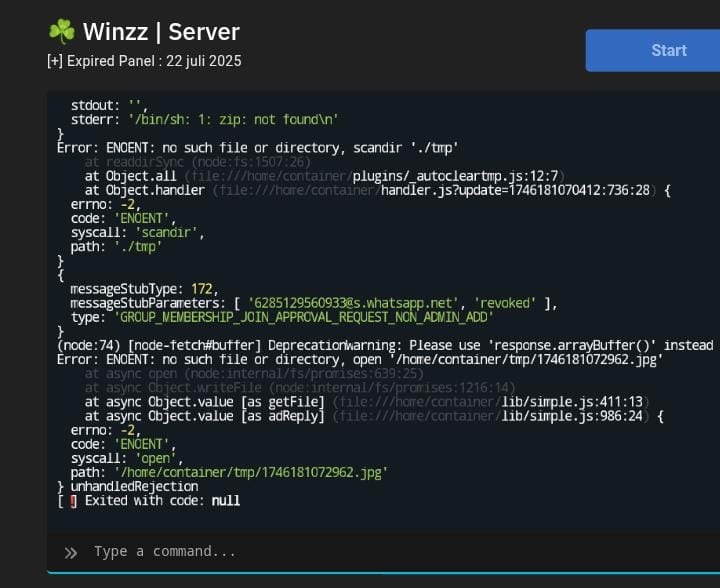 ☘️ Winzz | Server
[+] Expired Panel : 22 juli 2025
Start
stdout: '',
stderr: '/bin/sh: 1: zip: not found\n'
}
Error: ENOENT: no such file or directory, scandir './tmp'
at readdirSync (node:fs:1507:26)
at Object.all (file:///home/container/plugins/_autocleartmp.js:12:7)
at Object.handler (file:///home/container/handler.js?update=1746181070412:736:28) {
errno: -2,
code: 'ENOENT',
syscall: 'scandir',
path: './tmp'
}
{
messageStubType: 172,
messageStubParameters: [ '6285129560933@s.whatsapp.net', 'revoked' ],
type: 'GROUP_MEMBERSHIP_JOIN_APPROVAL_REQUEST_NON_ADMIN_ADD'
}
(node:74) [node-fetch#buffer] DeprecationWarning: Please use 'response.arrayBuffer()' instead
Error: ENOENT: no such file or directory, open '/home/container/tmp/1746181072962.jpg'
at async open (node:internal/fs/promises:639:25)
at async Object.writeFile (node:internal/fs/promises:1216:14)
at async Object.value [as getFile] (file:///home/container/lib/simple.js:411:13)
at async Object.value [as adReply] (file:///home/container/lib/simple.js:986:24) {
errno: -2,
code: 'ENOENT',
syscall: 'open',
path: '/home/container/tmp/1746181072962.jpg'
} unhandledRejection
[❗] Exited with code: null
» Type a command...